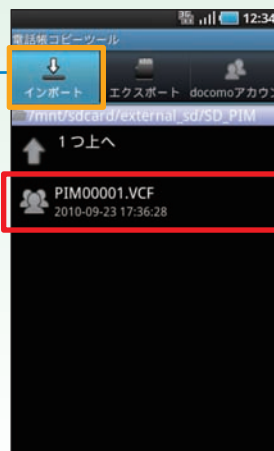 3G 12:34
電話帳コピーツール
インポート エクスポート docomoアカウン
/mnt/sdcard/external_sd/SD_PIM
1つ上へ
PIM00001.VCF
2010-09-23 17:36:28